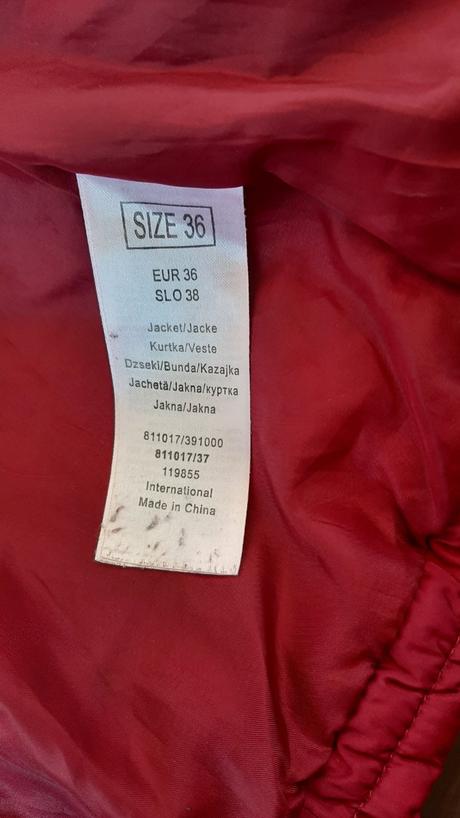 SIZE 36
EUR 36
SLO 38
Jacket/Jacke
Kurtka/Veste
Dzseki/Bunda/Kazajka
Jachetă/Jakna/куртка
Jakna/Jakna
811017/391000
811017/37
119855
International
Made in China